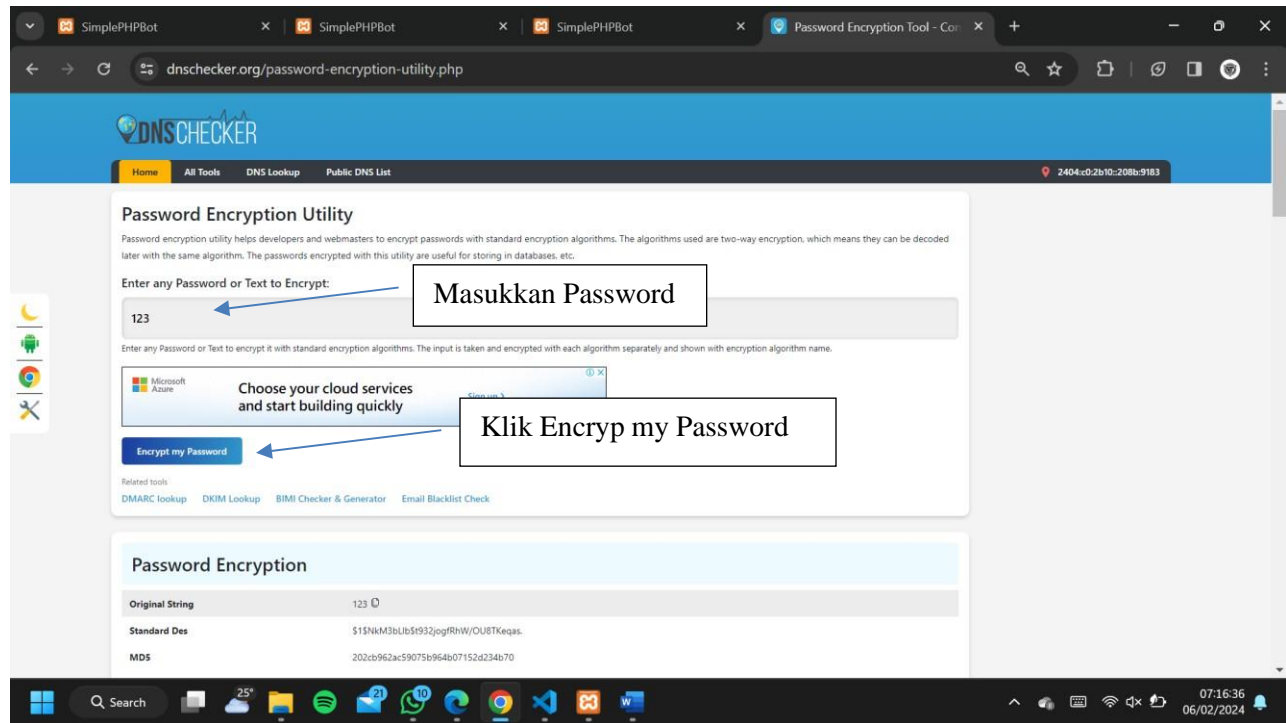 SimplePHPBot
SimplePHPBot
SimplePHPBot
Password Encryption Tool - Con
dnschecker.org/password-encryption-utility.php
DNSCHECKER
Home All Tools DNS Lookup Public DNS List 2404:c0:2b10::208b:9183
Password Encryption Utility
Password encryption utility helps developers and webmasters to encrypt passwords with standard encryption algorithms. The algorithms used are two-way encryption, which means they can be decoded
later with the same algorithm. The passwords encrypted with this utility are useful for storing in databases, etc.
Enter any Password or Text to Encrypt:
Masukkan Password
123
Enter any Password or Text to encrypt it with standard encryption algorithms. The input is taken and encrypted with each algorithm separately and shown with encryption algorithm name.
Microsoft
Azure
Choose your cloud services
and start building quickly
Sign up >
Klik Encryp my Password
Encrypt my Password
Related tools
DMARC lookup DKIM Lookup BIMI Checker & Generator Email Blacklist Check
Password Encryption
Original String 123
Standard Des $1$NkM3bLIb$t932jogfRhW/OU8TKeqas.
MD5 202cb962ac59075b964b07152d234b70
Search 25° 21 10 07:16:36
06/02/2024